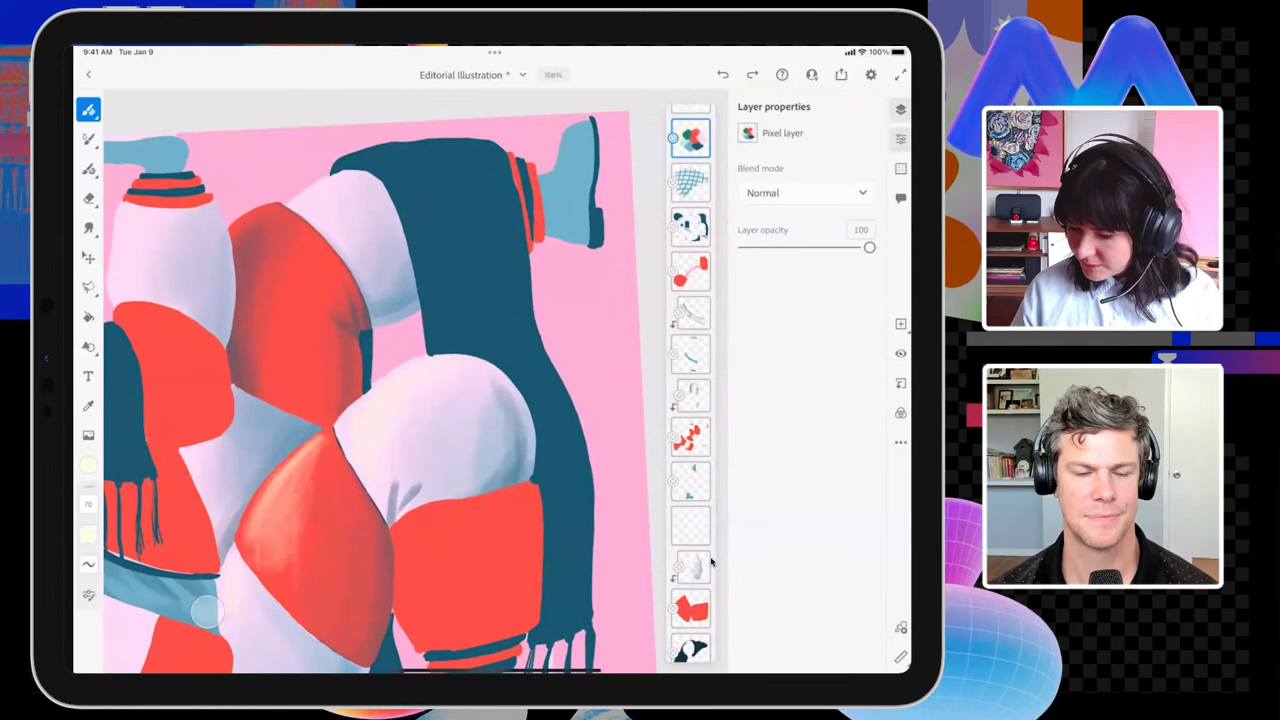 9:41 AM Tue Jan 9
100%
Editorial Illustration *
106%
Layer properties
Pixel layer
Blend mode
Normal
Layer opacity
100
T
70